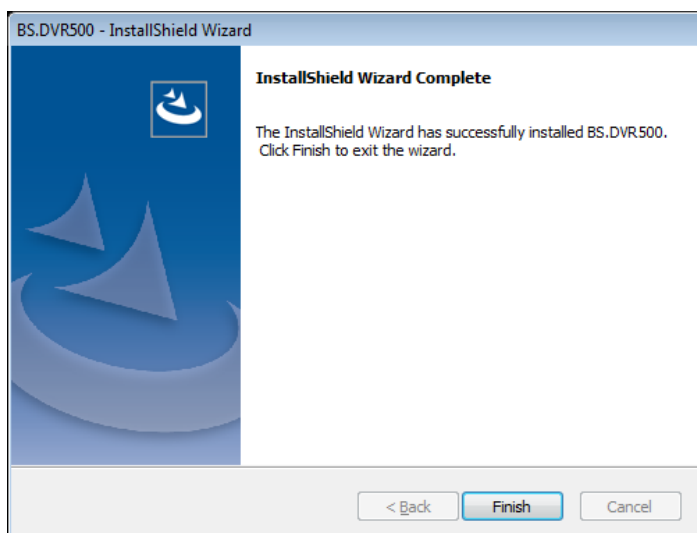 BS.DVR500 - InstallShield Wizard
InstallShield Wizard Complete
The InstallShield Wizard has successfully installed BS.DVR500.
Click Finish to exit the wizard.
< Back
Finish
Cancel